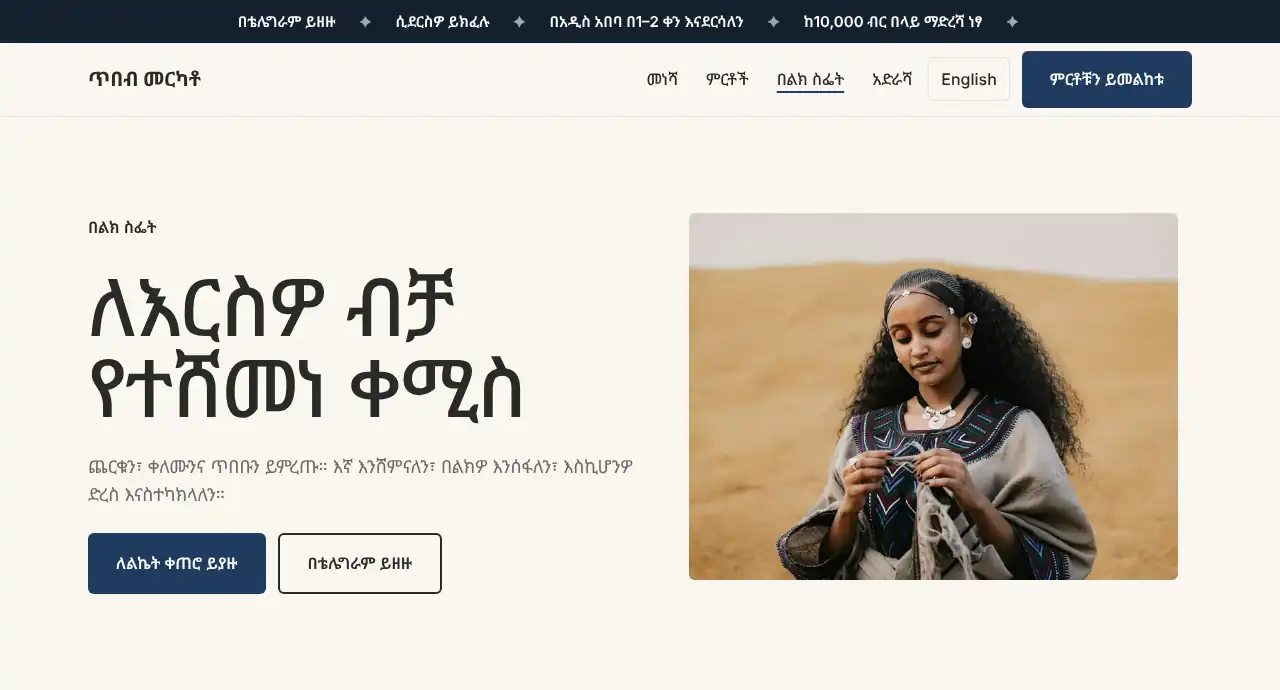 በቴሌግራም ይዘዙ ✦ ሲደርስዎ ይክፈሉ ✦ በአዲስ አበባ በ1–2 ቀን እናደርሳለን ✦ ከ10,000 ብር በላይ ማድረሻ ነፃ ✦
ጥበብ መርካቶ
መነሻ ምርቶች በልክ ስፌት አድራሻ English ምርቶቹን ይመልከቱ
በልክ ስፌት
ለእርስዎ ብቻ
የተሸመነ ቀሚስ
ጨርቁን፣ ቀለሙንና ጥበቡን ይምረጡ። እኛ እንሸምናለን፣ በልክዎ እንሰፋለን፣ እስኪሆንዎ
ድረስ እናስተካክላለን።
ለልኬት ቀጠሮ ይያዙ
በቴሌግራም ይዘዙ